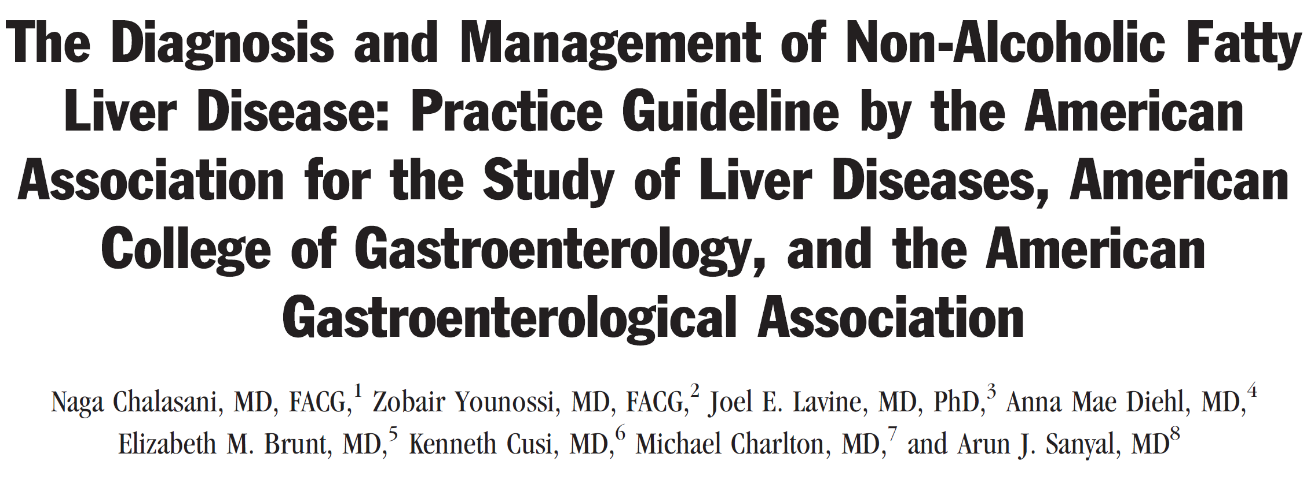 The Diagnosis and Management of Non-Alcoholic Fatty
Liver Disease: Practice Guideline by the American
Association for the Study of Liver Diseases, American
College of Gastroenterology, and the American
Gastroenterological Association
Naga Chalasani, MD, FACG,1 Zobair Younossi, MD, FACG,2 Joel E. Lavine, MD, PhD,3 Anna Mae Diehl, MD,4
Elizabeth M. Brunt, MD,5 Kenneth Cusi, MD,6 Michael Charlton, MD,7 and Arun J. Sanyal, MD8